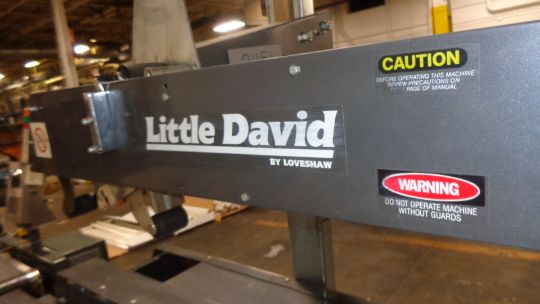 CAUTION
BEFORE OPERATING THIS MACHINE
REVIEW PRECAUTIONS ON
PAGE OF MANUAL
Little David
BY LOVESHAW
WARNING
DO NOT OPERATE MACHINE
WITHOUT GUARDS